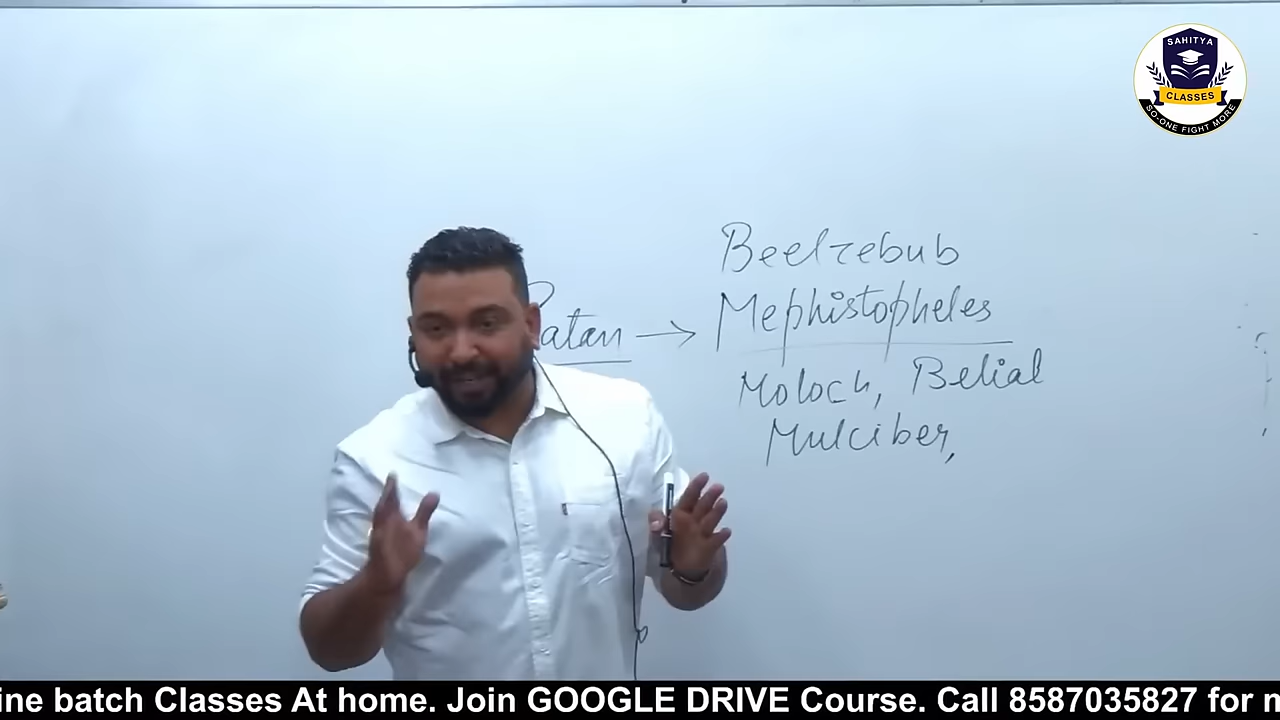 SAHITYA
CLASSES
SO-ONE FIGHT MORE
Beelzebub
Satan → Mephistopheles
Moloch, Belial
Mulciber,
ine batch Classes At home. Join GOOGLE DRIVE Course. Call 8587035827 for n